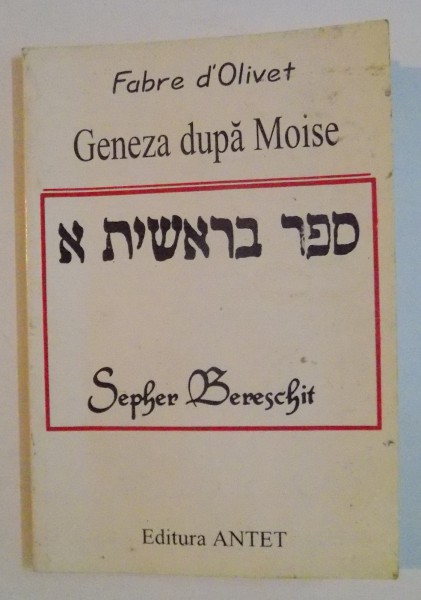 Fabre d'Olivet
Geneza după Moise
ספר בראשית א
Sepher Bereschit
Editura ANTET